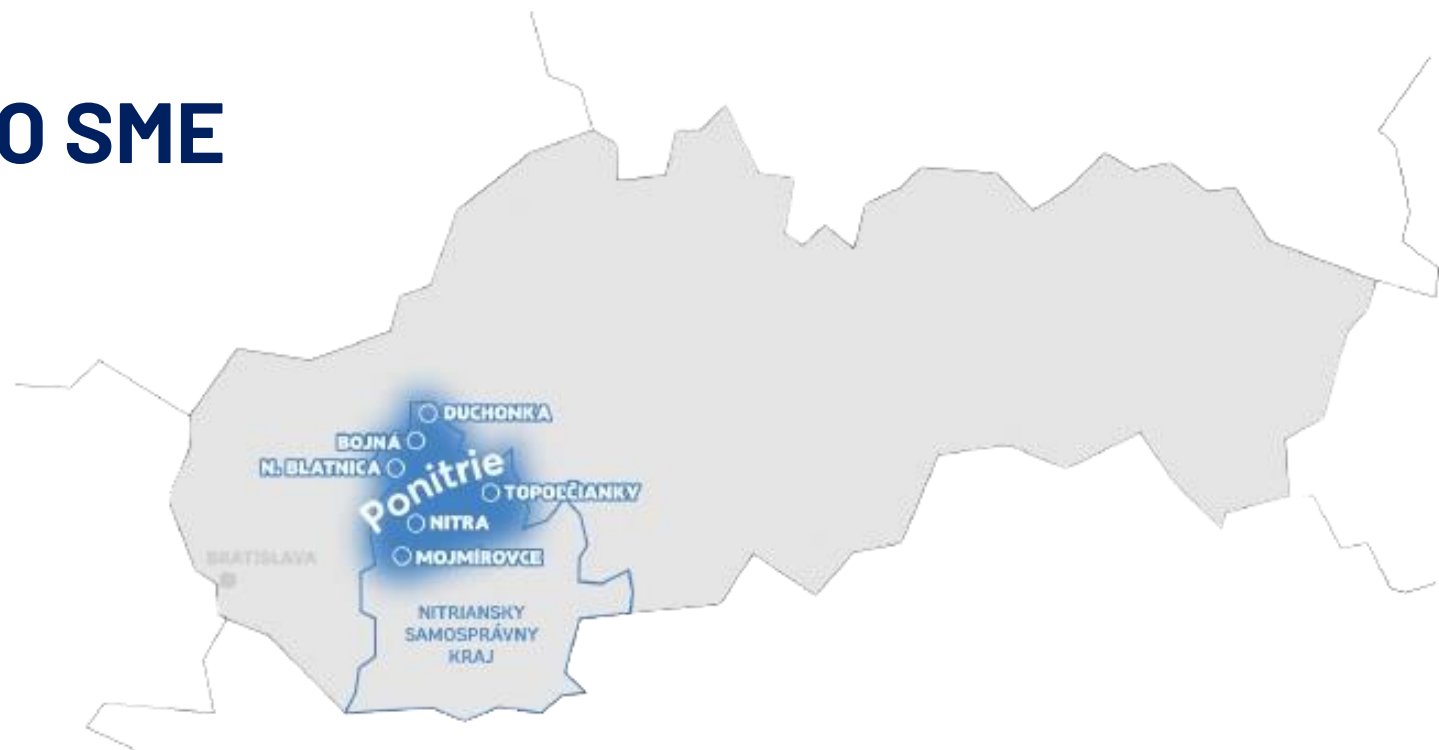 O SME
DUCHONKA
BOJNÁ
N. BLATNICA
Ponitrie
TOPOĽČIANKY
NITRA
MOJMÍROVCE
BRATISLAVA
NITRIANSKY
SAMOSPRÁVNY
KRAJ